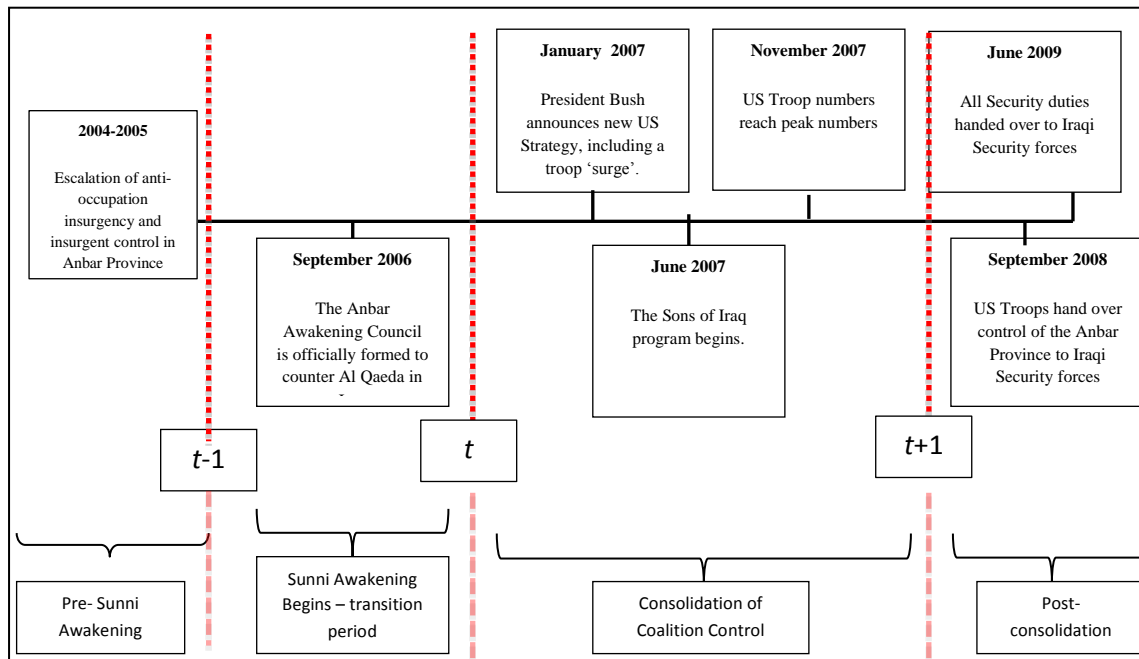 January 2007
President Bush
announces new US
Strategy, including a
troop ‘surge’.
November 2007
US Troop numbers
reach peak numbers
June 2009
All Security duties
handed over to Iraqi
Security forces
2004-2005
Escalation of anti-
occupation
insurgency and
insurgent control in
Anbar Province
September 2006
The Anbar
Awakening Council
is officially formed to
counter Al Qaeda in
June 2007
The Sons of Iraq
program begins.
September 2008
US Troops hand over
control of the Anbar
Province to Iraqi
Security forces
t-1
t
t+1
Pre- Sunni
Awakening
Sunni Awakening
Begins – transition
period
Consolidation of
Coalition Control
Post-
consolidation